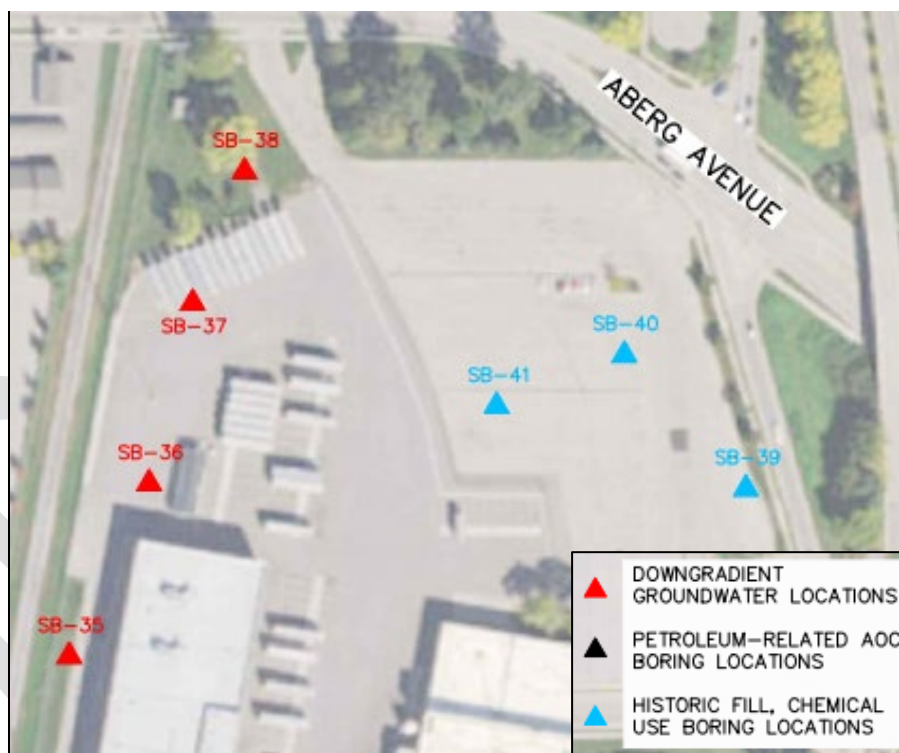 SB-38
ABERG AVENUE
SB-37
SB-40
SB-41
SB-36
SB-39
SB-35
DOWNGRADIENT
GROUNDWATER LOCATIONS
PETROLEUM-RELATED AOC
BORING LOCATIONS
HISTORIC FILL, CHEMICAL
USE BORING LOCATIONS